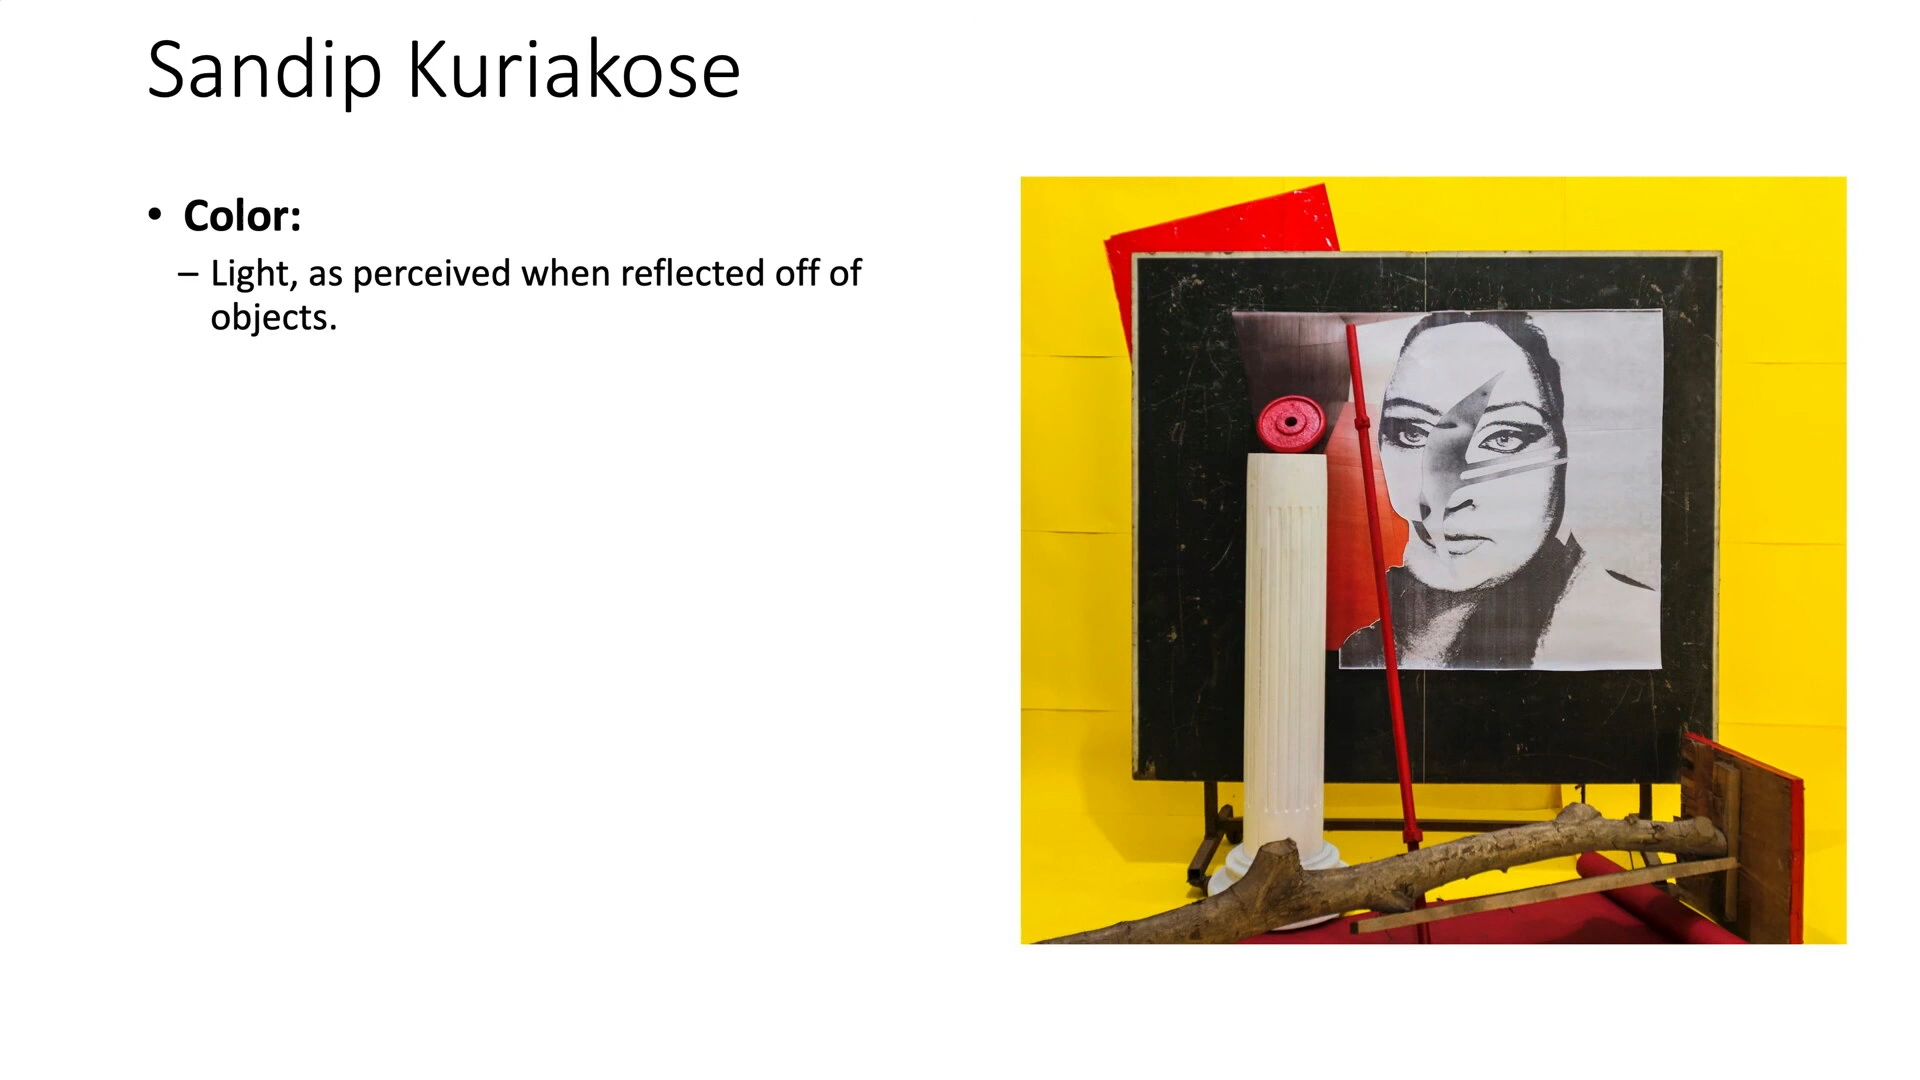 Sandip Kuriakose
• Color:
– Light, as perceived when reflected off of
objects.